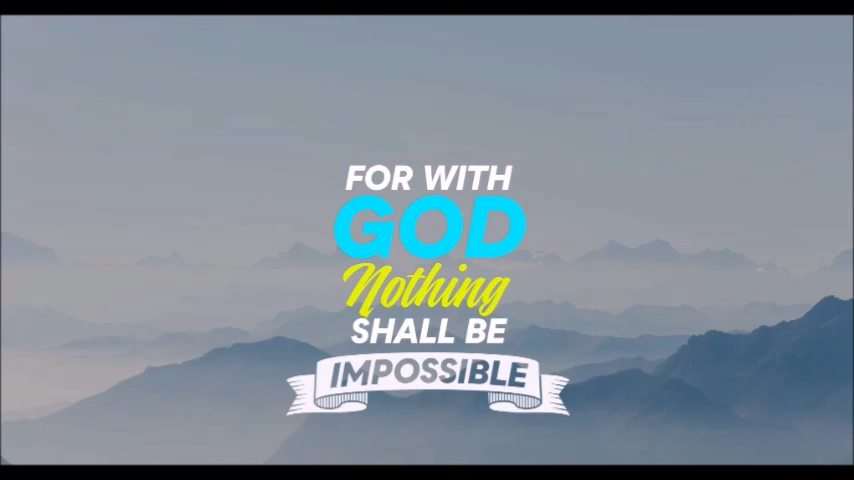 FOR WITH
GOD
Nothing
SHALL BE
IMPOSSIBLE